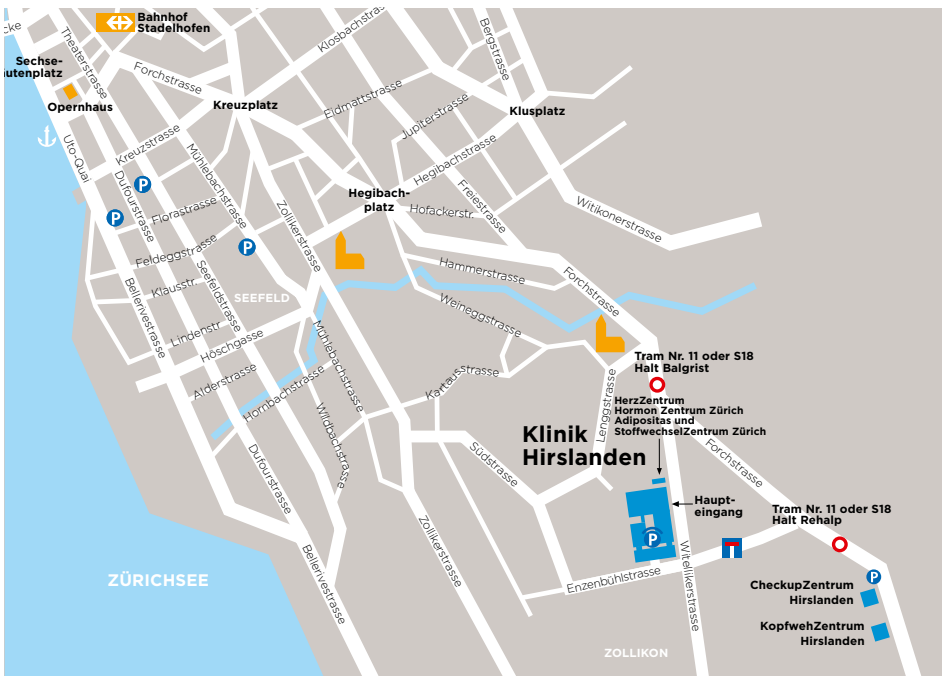 cke
Bahnhof
Stadelhofen
Theaterstrasse
Sechse-
äutenplatz
Opernhaus
Forchstrasse
Kreuzplatz
Klosbachstrasse
Bergstrasse
Eidmattstrasse
Jupiterstrasse
Klusplatz
Uto-Quai
Kreuzstrasse
Mühlebachstrasse
Hegibachstrasse
Freiestrasse
Hegibach-
platz
Hofackerstr.
Witikonerstrasse
P
P
P
Dufourstrasse
Florastrasse
Feldeggstrasse
Zollikerstrasse
Hammerstrasse
Forchstrasse
Klausstr.
Seefeldstrasse
SEEFELD
Bellerivestrasse
Weineggstrasse
Lindenstr.
Höschgasse
Mühlebachstrasse
Tram Nr. 11 oder S18
Halt Balgrist
Alderstrasse
Hornbachstrasse
Kartausstrasse
Lenggstrasse
HerzZentrum
Hormon Zentrum Zürich
Adipositas und
StoffwechselZentrum Zürich
Wildbachstrasse
Klinik
Hirslanden
Südstrasse
Forchstrasse
Dufourstrasse
Haupt-
eingang
Tram Nr. 11 oder S18
Halt Rehalp
P
Zollikerstrasse
Bellerivestrasse
Witellikerstrasse
Enzenbühlstrasse
ZÜRICHSEE
P
CheckupZentrum
Hirslanden
KopfwehZentrum
Hirslanden
ZOLLIKON